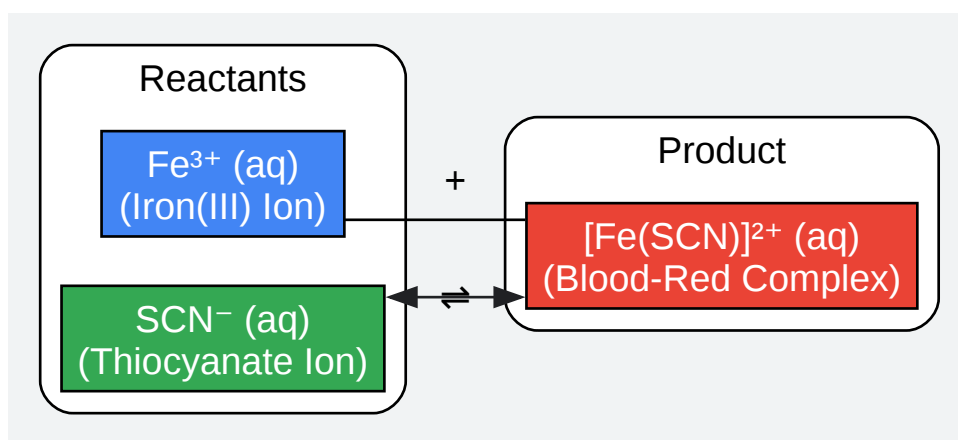 Reactants
Fe³⁺ (aq)
(Iron(III) Ion)
SCN⁻ (aq)
(Thiocyanate Ion)
+
⇌
Product
[Fe(SCN)]²⁺ (aq)
(Blood-Red Complex)